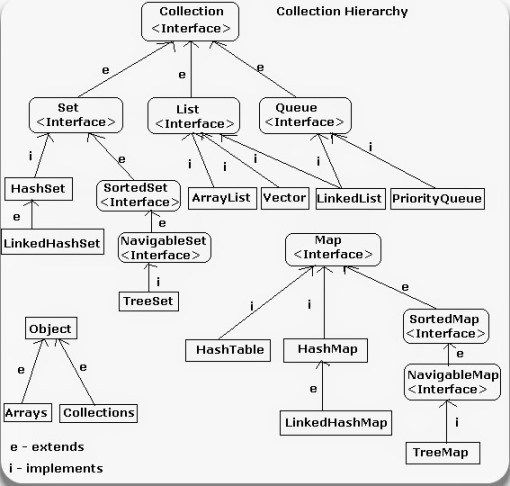 Collection
<Interface>
Collection Hierarchy
e
e
e
Set
<Interface>
List
<Interface>
Queue
<Interface>
i
e
i
i
i
i
i
HashSet
SortedSet
<Interface>
ArrayList
Vector
LinkedList
PriorityQueue
e
e
LinkedHashSet
NavigableSet
<Interface>
Map
<Interface>
i
TreeSet
i
i
e
Object
SortedMap
<Interface>
HashTable
HashMap
e
e
e
e
NavigableMap
<Interface>
Arrays
Collections
LinkedHashMap
i
e - extends
TreeMap
i - implements